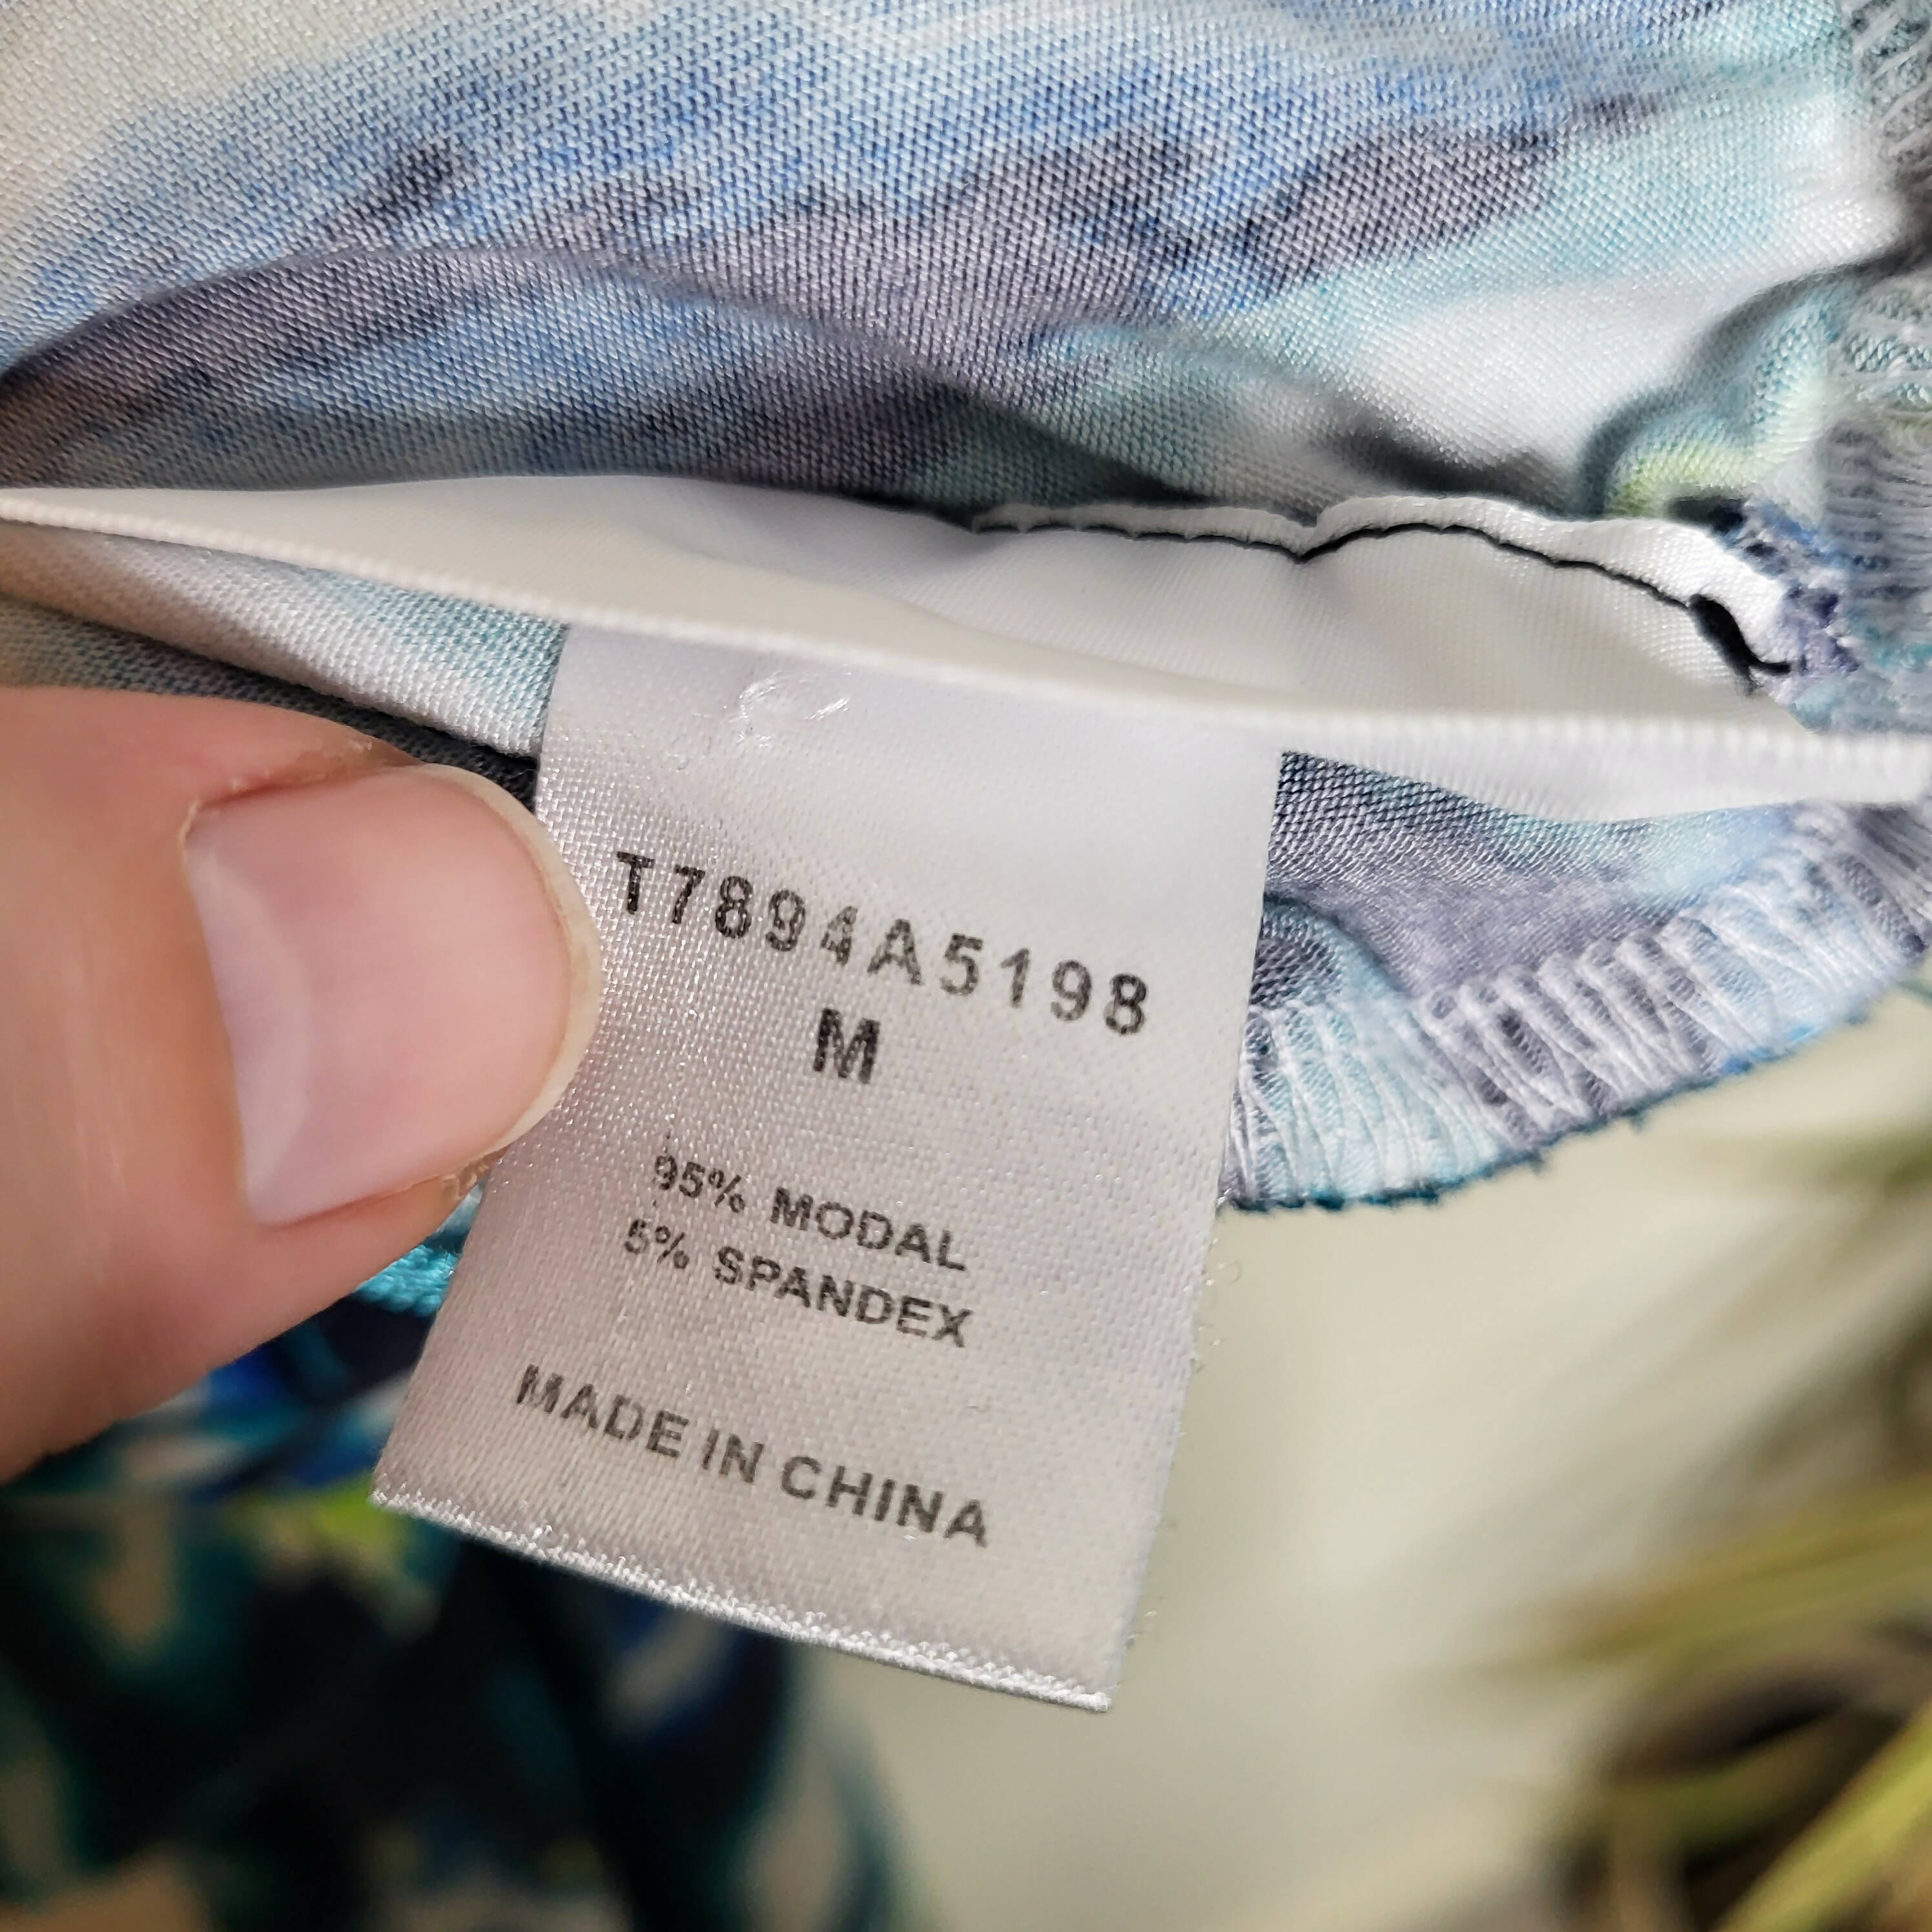 T7894A5198
M
95% MODAL
5% SPANDEX
MADE IN CHINA